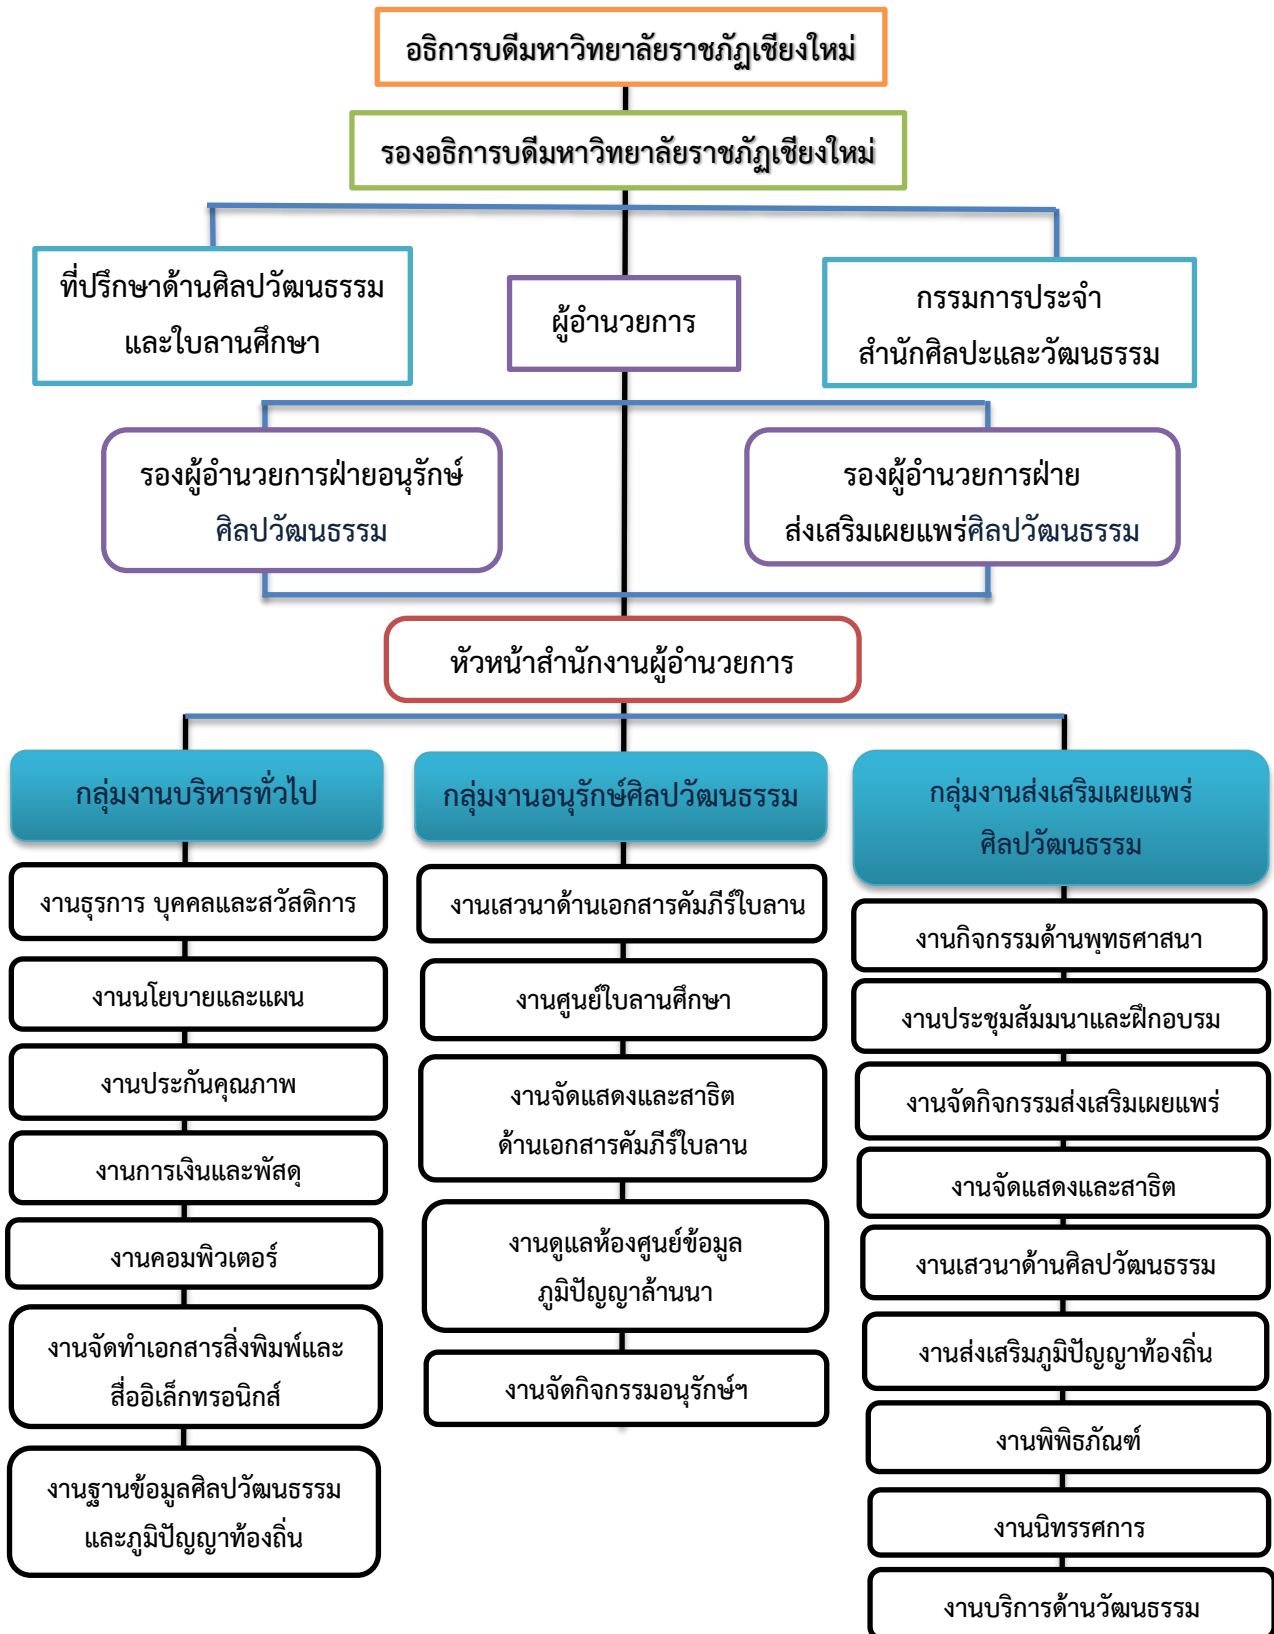 อธิการบดีมหาวิทยาลัยราชภัฏเชียงใหม่
รองอธิการบดีมหาวิทยาลัยราชภัฏเชียงใหม่
ที่ปรึกษาด้านศิลปวัฒนธรรม
และใบลานศึกษา
ผู้อำนวยการ
กรรมการประจำ
สำนักศิลปะและวัฒนธรรม
รองผู้อำนวยการฝ่ายอนุรักษ์
ศิลปวัฒนธรรม
รองผู้อำนวยการฝ่าย
ส่งเสริมเผยแพร่ศิลปวัฒนธรรม
หัวหน้าสำนักงานผู้อำนวยการ
กลุ่มงานบริหารทั่วไป
งานธุรการ บุคคลและสวัสดิการ
งานนโยบายและแผน
งานประกันคุณภาพ
งานการเงินและพัสดุ
งานคอมพิวเตอร์
งานจัดทำเอกสารสิ่งพิมพ์และ
สื่ออิเล็กทรอนิกส์
งานฐานข้อมูลศิลปวัฒนธรรม
และภูมิปัญญาท้องถิ่น
กลุ่มงานอนุรักษ์ศิลปวัฒนธรรม
งานเสวนาด้านเอกสารคัมภีร์ใบลาน
งานศูนย์ใบลานศึกษา
งานจัดแสดงและสาธิต
ด้านเอกสารคัมภีร์ใบลาน
งานดูแลห้องศูนย์ข้อมูล
ภูมิปัญญาล้านนา
งานจัดกิจกรรมอนุรักษ์ฯ
กลุ่มงานส่งเสริมเผยแพร่
ศิลปวัฒนธรรม
งานกิจกรรมด้านพุทธศาสนา
งานประชุมสัมมนาและฝึกอบรม
งานจัดกิจกรรมส่งเสริมเผยแพร่
งานจัดแสดงและสาธิต
งานเสวนาด้านศิลปวัฒนธรรม
งานส่งเสริมภูมิปัญญาท้องถิ่น
งานพิพิธภัณฑ์
งานนิทรรศการ
งานบริการด้านวัฒนธรรม